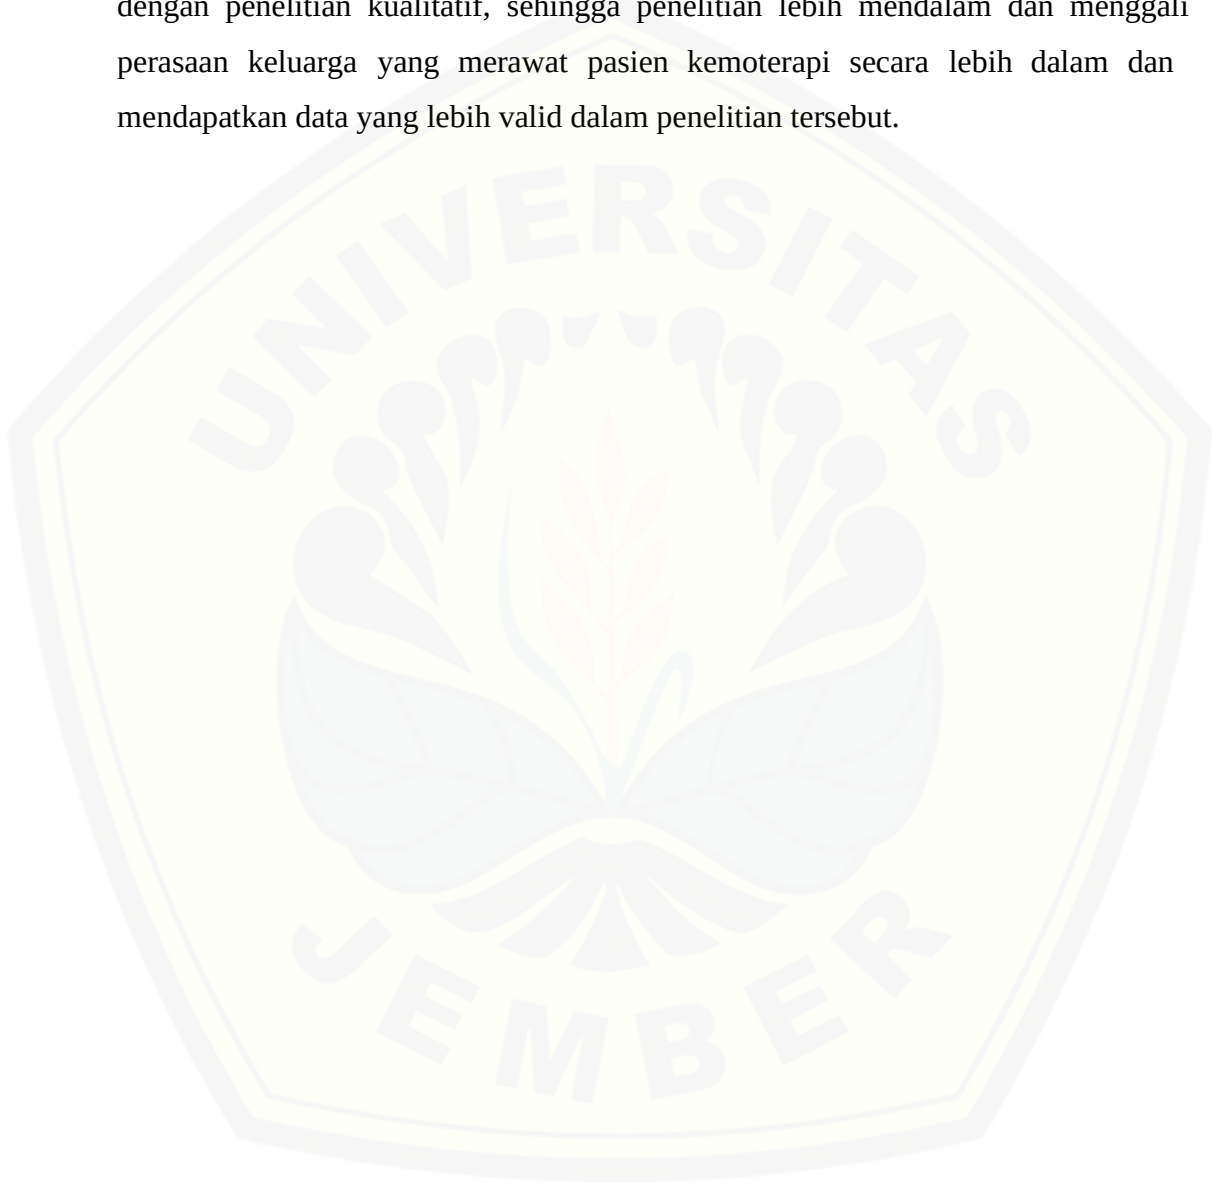 dengan penelitian kualitatif, sehingga penelitian lebih mendalam dan menggali
perasaan keluarga yang merawat pasien kemoterapi secara lebih dalam dan
mendapatkan data yang lebih valid dalam penelitian tersebut.
UNIVERSITAS
JEMBER